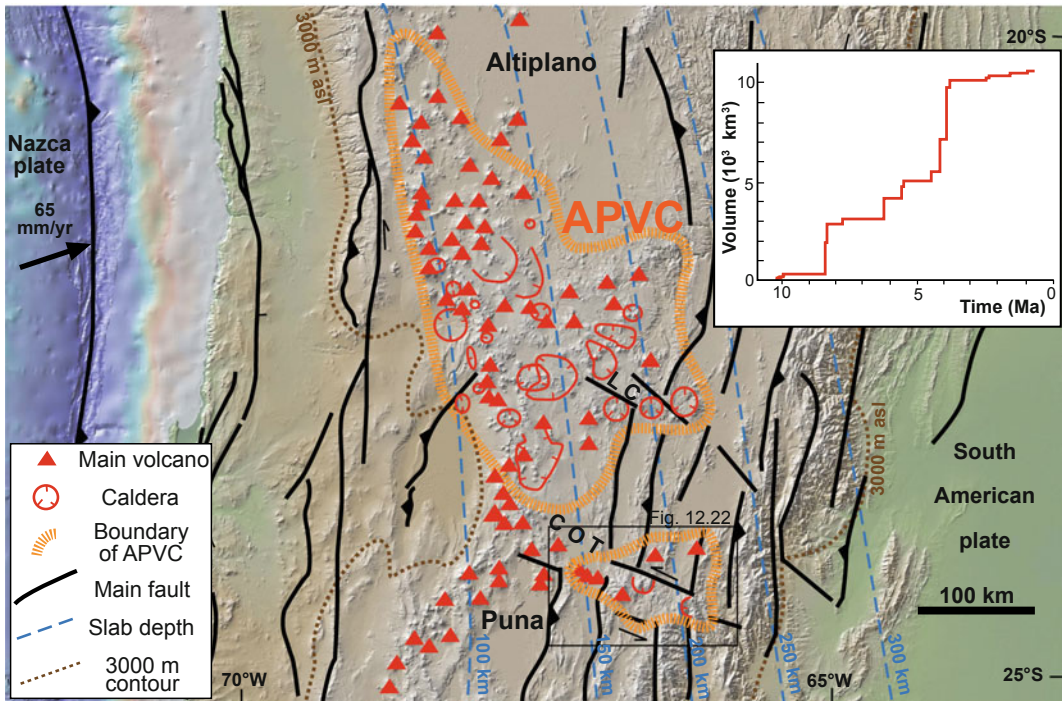 3000 m asl
Altiplano
20°S
Nazca
plate
65
mm/yr
APVC
Volume (10³ km³)
10
5
0
10
5
0
Time (Ma)
LC
3000 m asl
South
American
plate
Fig. 12.22
COT
Puna
100 km
150 km
200 km
250 km
300 km
100 km
70°W
65°W
25°S
Main volcano
Caldera
Boundary
of APVC
Main fault
Slab depth
3000 m
contour